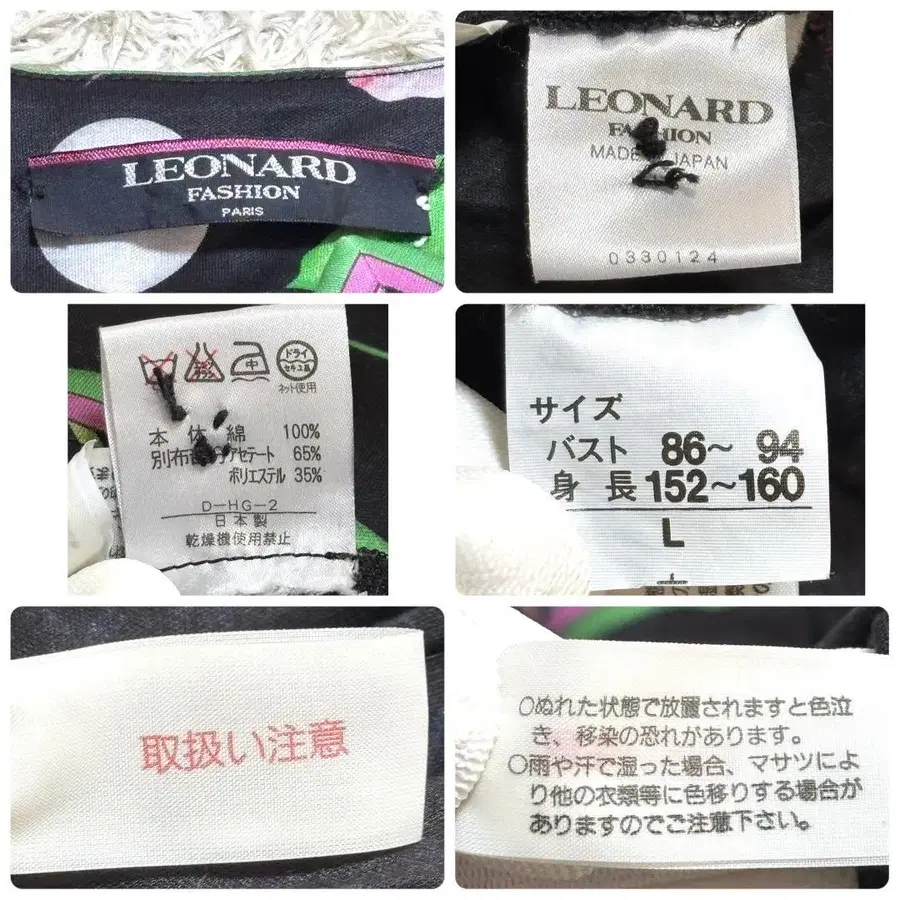 LEONARD
FASHION
PARIS
LEONARD
FASHION
MADE IN JAPAN
0330124
中
ドライ
セキユ系
ネット使用
本 体 綿 100%
別布 アセテート 65%
ポリエステル 35%
D-HG-2
日本製
乾燥機使用禁止
サイズ
バスト 86～94
身 長 152～160
L
取扱い注意
○ぬれた状態で放置されますと色泣
き、移染の恐れがあります。
○雨や汗で湿った場合、マサツによ
り他の衣類等に色移りする場合が
ありますのでご注意下さい。